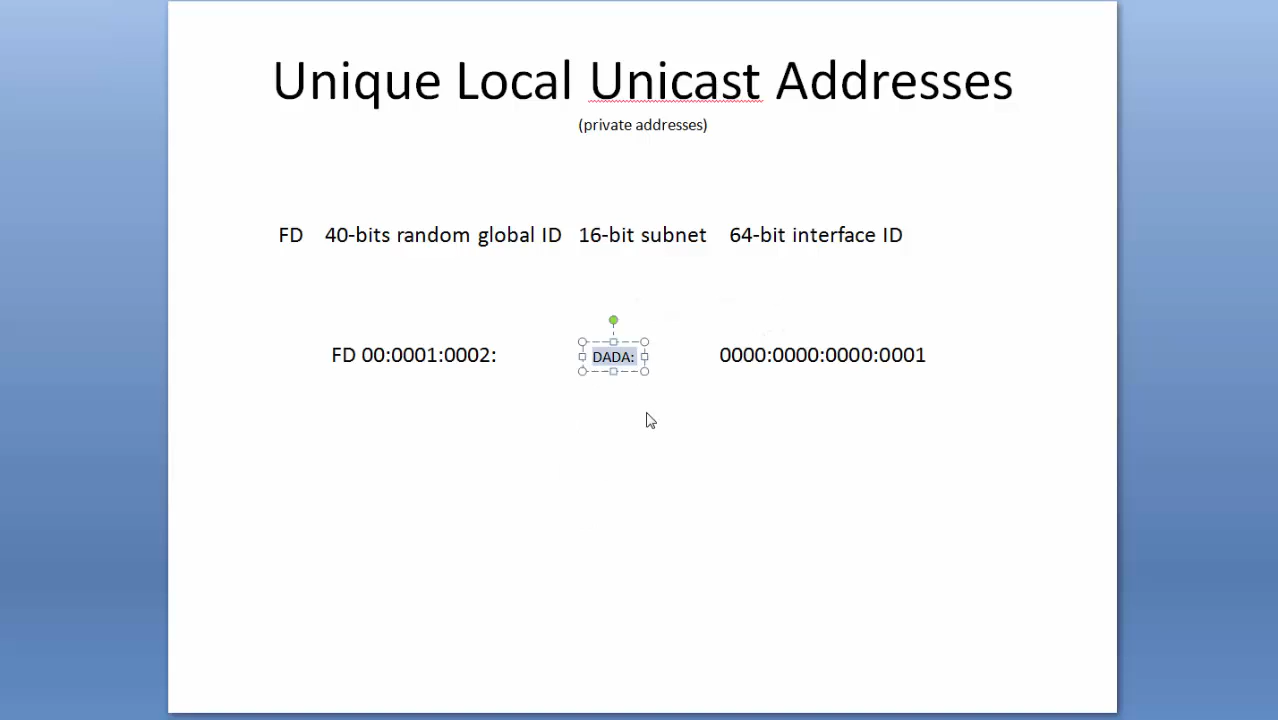 Unique Local Unicast Addresses
(private addresses)
FD 40-bits random global ID 16-bit subnet 64-bit interface ID
FD 00:0001:0002: DADA: 0000:0000:0000:0001